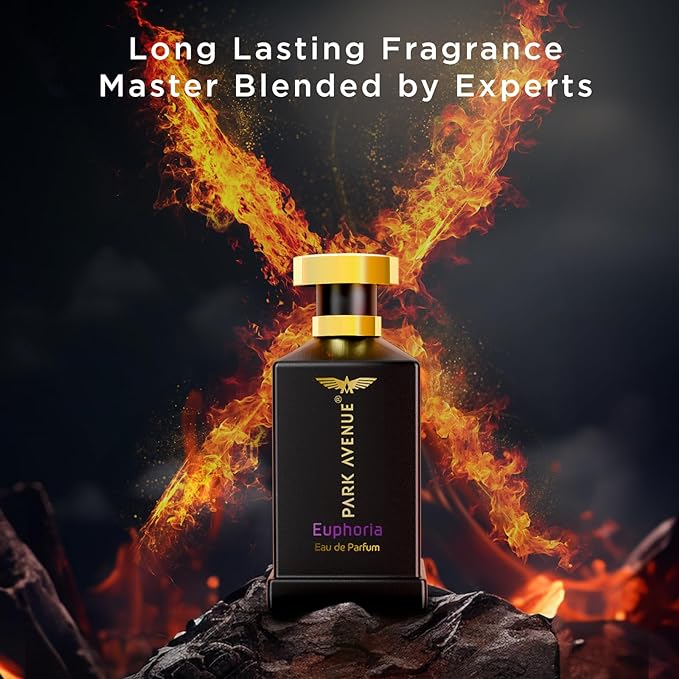 Long Lasting Fragrance
Master Blended by Experts
PARK AVENUE®
Euphoria
Eau de Parfum